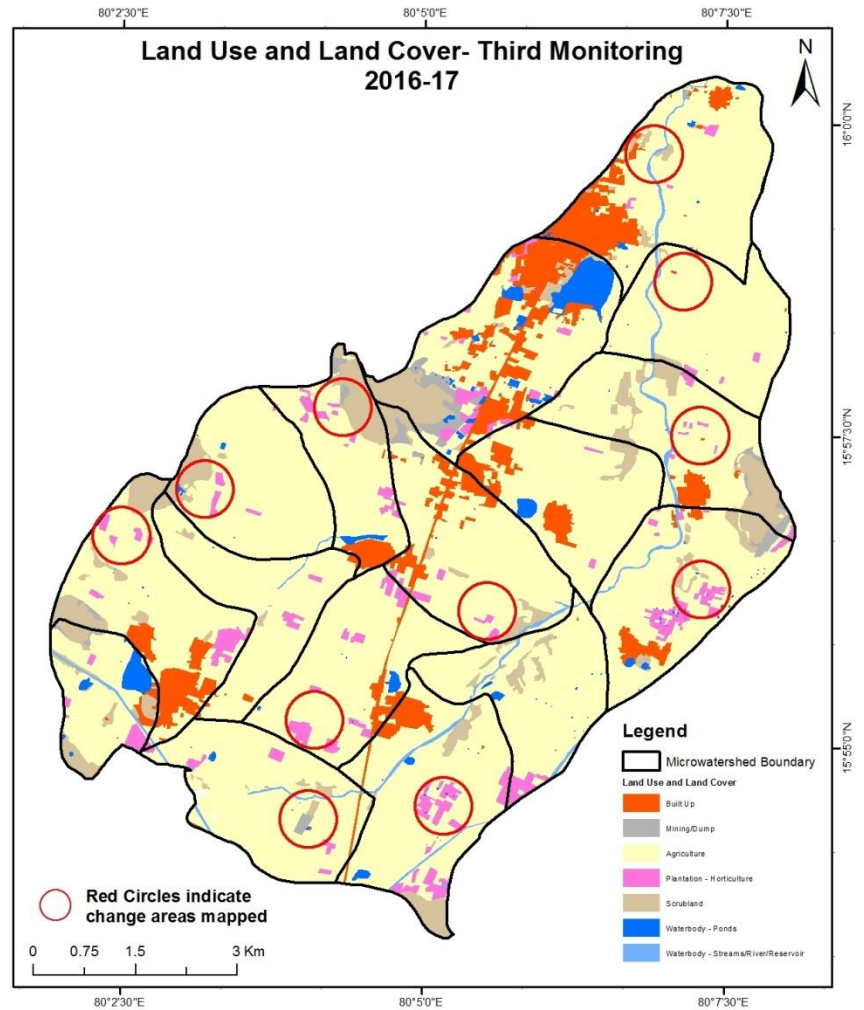 80°2'30"E 80°5'0"E 80°7'30"E
Land Use and Land Cover- Third Monitoring
2016-17
N
16°0'0"N
15°57'30"N
15°55'0"N
Legend
Microwatershed Boundary
Land Use and Land Cover
Built Up
Mining/Dump
Agriculture
Plantation - Horticulture
Scrubland
Waterbody - Ponds
Waterbody - Streams/River/Reservoir
Red Circles indicate
change areas mapped
0 0.75 1.5 3 Km
80°2'30"E 80°5'0"E 80°7'30"E